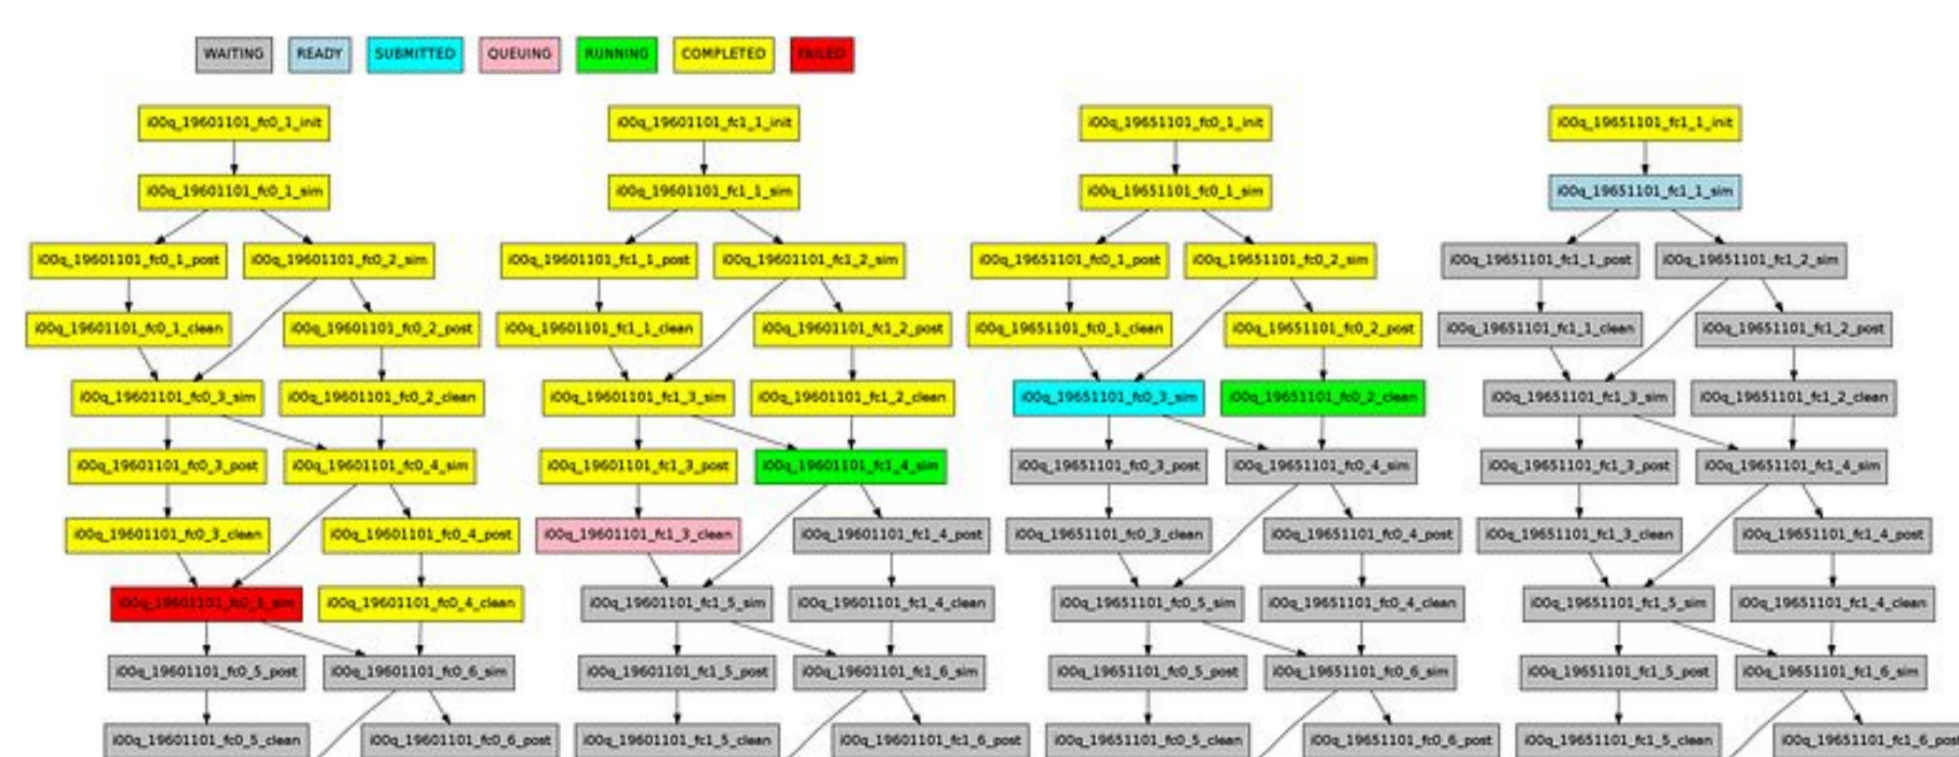 WAITING READY SUBMITTED QUEUING RUNNING COMPLETED FAILED
i00q_19601101_fc0_1_init i00q_19601101_fc1_1_init i00q_19651101_fc0_1_init i00q_19651101_fc1_1_init
i00q_19601101_fc0_1_sim i00q_19601101_fc1_1_sim i00q_19651101_fc0_1_sim i00q_19651101_fc1_1_sim
i00q_19601101_fc0_1_post i00q_19601101_fc0_2_sim i00q_19601101_fc1_1_post i00q_19601101_fc1_2_sim i00q_19651101_fc0_1_post i00q_19651101_fc0_2_sim i00q_19651101_fc1_1_post i00q_19651101_fc1_2_sim
i00q_19601101_fc0_1_clean i00q_19601101_fc0_2_post i00q_19601101_fc1_1_clean i00q_19601101_fc1_2_post i00q_19651101_fc0_1_clean i00q_19651101_fc0_2_post i00q_19651101_fc1_1_clean i00q_19651101_fc1_2_post
i00q_19601101_fc0_3_sim i00q_19601101_fc0_2_clean i00q_19601101_fc1_3_sim i00q_19601101_fc1_2_clean i00q_19651101_fc0_3_sim i00q_19651101_fc0_2_clean i00q_19651101_fc1_3_sim i00q_19651101_fc1_2_clean
i00q_19601101_fc0_3_post i00q_19601101_fc0_4_sim i00q_19601101_fc1_3_post i00q_19601101_fc1_4_sim i00q_19651101_fc0_3_post i00q_19651101_fc0_4_sim i00q_19651101_fc1_3_post i00q_19651101_fc1_4_sim
i00q_19601101_fc0_3_clean i00q_19601101_fc0_4_post i00q_19601101_fc1_3_clean i00q_19601101_fc1_4_post i00q_19651101_fc0_3_clean i00q_19651101_fc0_4_post i00q_19651101_fc1_3_clean i00q_19651101_fc1_4_post
i00q_19601101_fc0_5_sim i00q_19601101_fc0_4_clean i00q_19601101_fc1_5_sim i00q_19601101_fc1_4_clean i00q_19651101_fc0_5_sim i00q_19651101_fc0_4_clean i00q_19651101_fc1_5_sim i00q_19651101_fc1_4_clean
i00q_19601101_fc0_5_post i00q_19601101_fc0_6_sim i00q_19601101_fc1_5_post i00q_19601101_fc1_6_sim i00q_19651101_fc0_5_post i00q_19651101_fc0_6_sim i00q_19651101_fc1_5_post i00q_19651101_fc1_6_sim
i00q_19601101_fc0_5_clean i00q_19601101_fc0_6_post i00q_19601101_fc1_5_clean i00q_19601101_fc1_6_post i00q_19651101_fc0_5_clean i00q_19651101_fc0_6_post i00q_19651101_fc1_5_clean i00q_19651101_fc1_6_post